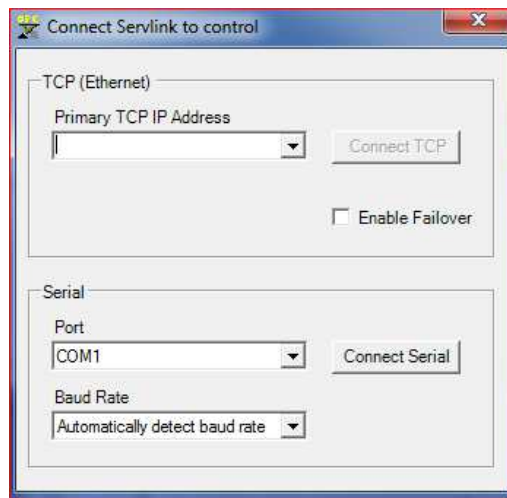 OPC
Connect Servlink to control
TCP (Ethernet)
Primary TCP IP Address
Connect TCP
Enable Failover
Serial
Port
COM1
Connect Serial
Baud Rate
Automatically detect baud rate